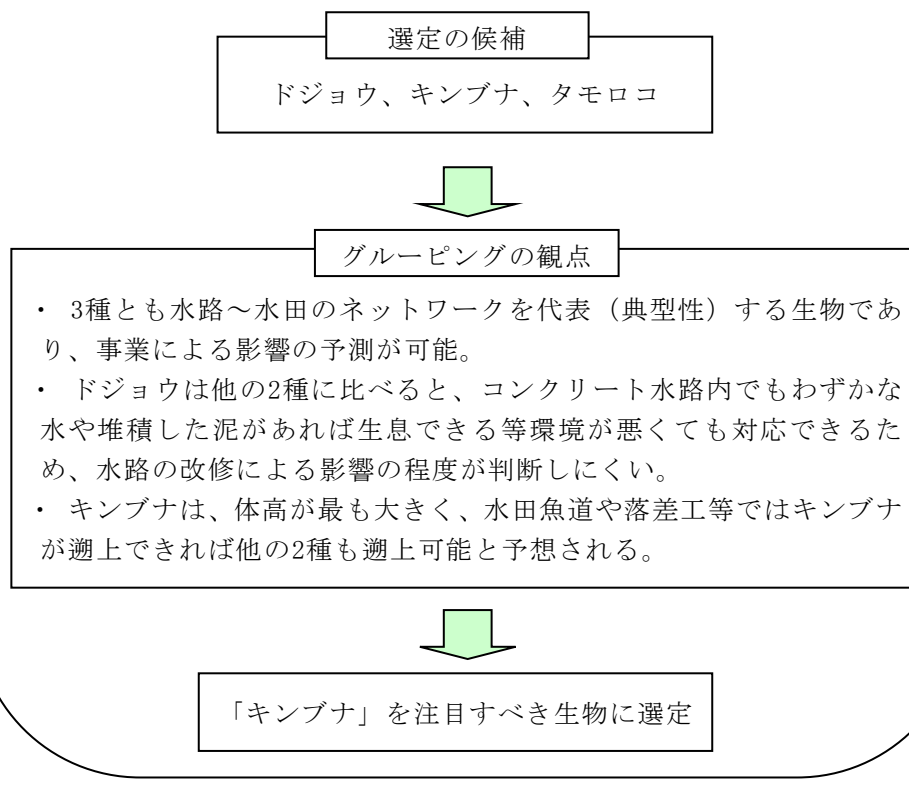 選定の候補
ドジョウ、キンブナ、タモロコ
グルーピングの観点
・ 3種とも水路～水田のネットワークを代表（典型性）する生物であ
り、事業による影響の予測が可能。
・ ドジョウは他の2種に比べると、コンクリート水路内でもわずかな
水や堆積した泥があれば生息できる等環境が悪くても対応できるた
め、水路の改修による影響の程度が判断しにくい。
・ キンブナは、体高が最も大きく、水田魚道や落差工等ではキンブナ
が遡上できれば他の2種も遡上可能と予想される。
「キンブナ」を注目すべき生物に選定